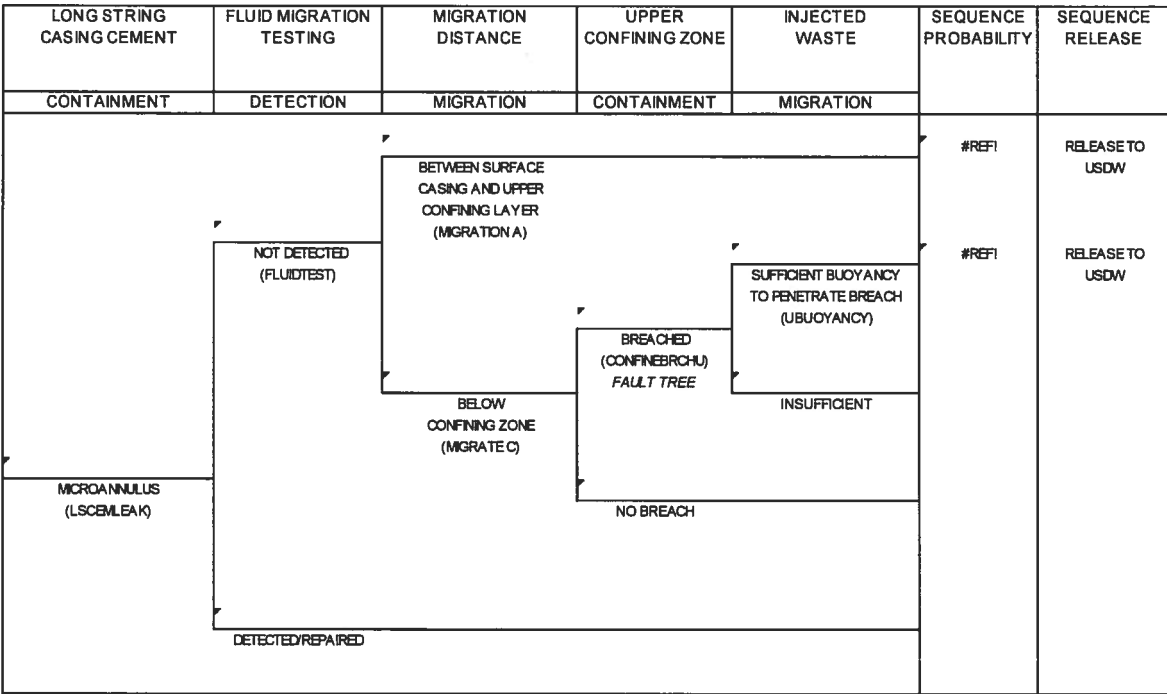 LONG STRING
CASING CEMENT
FLUID MIGRATION
TESTING
MIGRATION
DISTANCE
UPPER
CONFINING ZONE
INJECTED
WASTE
SEQUENCE
PROBABILITY
SEQUENCE
RELEASE
CONTAINMENT
DETECTION
MIGRATION
CONTAINMENT
MIGRATION
#REF!
RELEASE TO
USDW
BETWEEN SURFACE
CASING AND UPPER
CONFINING LAYER
(MIGRATION A)
NOT DETECTED
(FLUIDTEST)
#REF!
RELEASE TO
USDW
SUFFICIENT BUOYANCY
TO PENETRATE BREACH
(UBUOYANCY)
BREACHED
(CONFINEBRCHU)
FAULT TREE
BELOW
CONFINING ZONE
(MIGRATE C)
INSUFFICIENT
MICROANNULUS
(LSCEMLEAK)
NO BREACH
DETECTED/REPAIRED